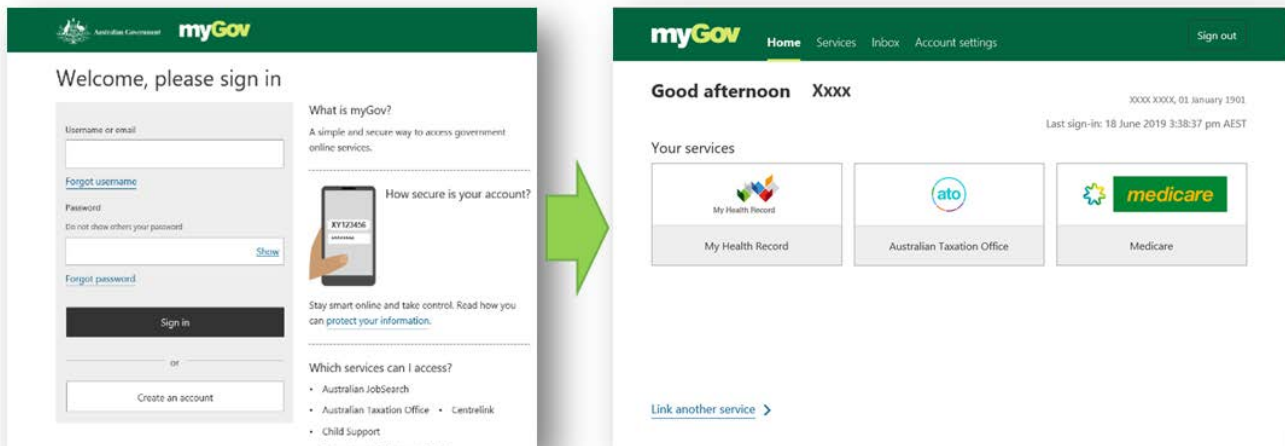 Australian Government myGov
Welcome, please sign in
Username or email
Forgot username
Password
Do not show others your password
Show
Forgot password
Sign in
or
Create an account
What is myGov?
A simple and secure way to access government
online services.
How secure is your account?
XY123456
Stay smart online and take control. Read how you
can protect your information.
Which services can I access?
• Australian JobSearch
• Australian Taxation Office • Centrelink
• Child Support
myGov Home Services Inbox Account settings Sign out
Good afternoon Xxxx
XXXX XXXX, 01 January 1901
Last sign-in: 18 June 2019 3:38:37 pm AEST
Your services
My Health Record
ato
medicare
My Health Record
Australian Taxation Office
Medicare
Link another service